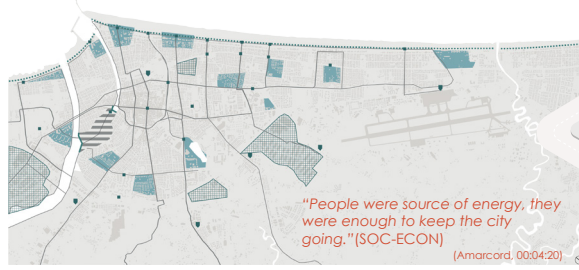 “People were source of energy, they
were enough to keep the city
going.”(SOC-ECON)
(Amarcord, 00:04:20)